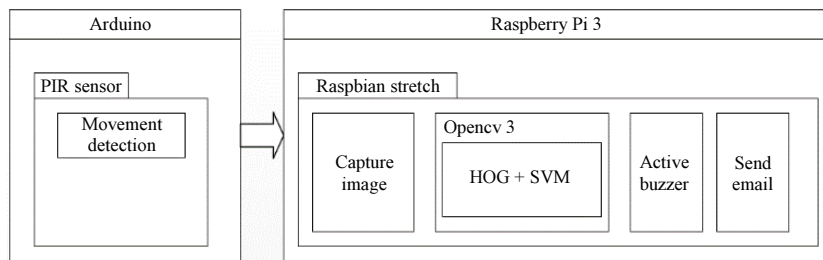 Arduino
Raspberry Pi 3
PIR sensor
Movement
detection
Raspbian stretch
Capture
image
Opencv 3
HOG + SVM
Active
buzzer
Send
email